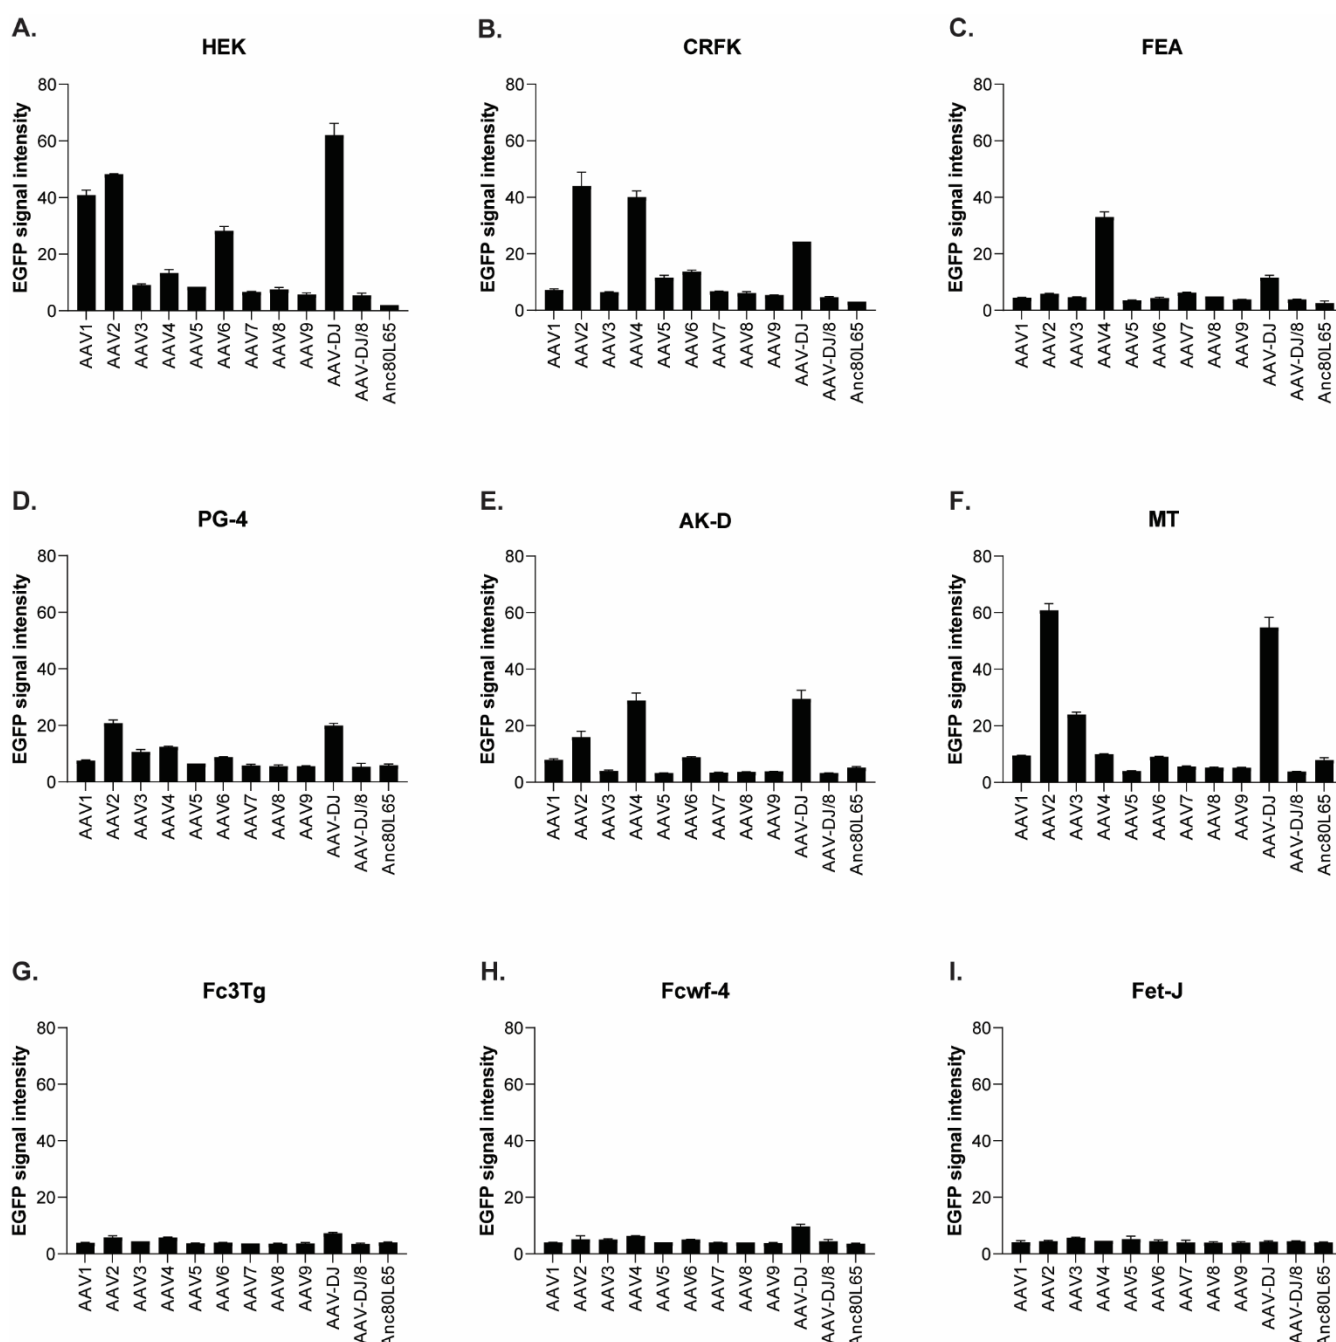 A.
HEK
EGFP signal intensity
80
60
40
20
0
AAV1
AAV2
AAV3
AAV4
AAV5
AAV6
AAV7
AAV8
AAV9
AAV-DJ
AAV-DJ/8
Anc80L65
B.
CRFK
EGFP signal intensity
80
60
40
20
0
AAV1
AAV2
AAV3
AAV4
AAV5
AAV6
AAV7
AAV8
AAV9
AAV-DJ
AAV-DJ/8
Anc80L65
C.
FEA
EGFP signal intensity
80
60
40
20
0
AAV1
AAV2
AAV3
AAV4
AAV5
AAV6
AAV7
AAV8
AAV9
AAV-DJ
AAV-DJ/8
Anc80L65
D.
PG-4
EGFP signal intensity
80
60
40
20
0
AAV1
AAV2
AAV3
AAV4
AAV5
AAV6
AAV7
AAV8
AAV9
AAV-DJ
AAV-DJ/8
Anc80L65
E.
AK-D
EGFP signal intensity
80
60
40
20
0
AAV1
AAV2
AAV3
AAV4
AAV5
AAV6
AAV7
AAV8
AAV9
AAV-DJ
AAV-DJ/8
Anc80L65
F.
MT
EGFP signal intensity
80
60
40
20
0
AAV1
AAV2
AAV3
AAV4
AAV5
AAV6
AAV7
AAV8
AAV9
AAV-DJ
AAV-DJ/8
Anc80L65
G.
Fc3Tg
EGFP signal intensity
80
60
40
20
0
AAV1
AAV2
AAV3
AAV4
AAV5
AAV6
AAV7
AAV8
AAV9
AAV-DJ
AAV-DJ/8
Anc80L65
H.
Fcwf-4
EGFP signal intensity
80
60
40
20
0
AAV1
AAV2
AAV3
AAV4
AAV5
AAV6
AAV7
AAV8
AAV9
AAV-DJ
AAV-DJ/8
Anc80L65
I.
Fet-J
EGFP signal intensity
80
60
40
20
0
AAV1
AAV2
AAV3
AAV4
AAV5
AAV6
AAV7
AAV8
AAV9
AAV-DJ
AAV-DJ/8
Anc80L65